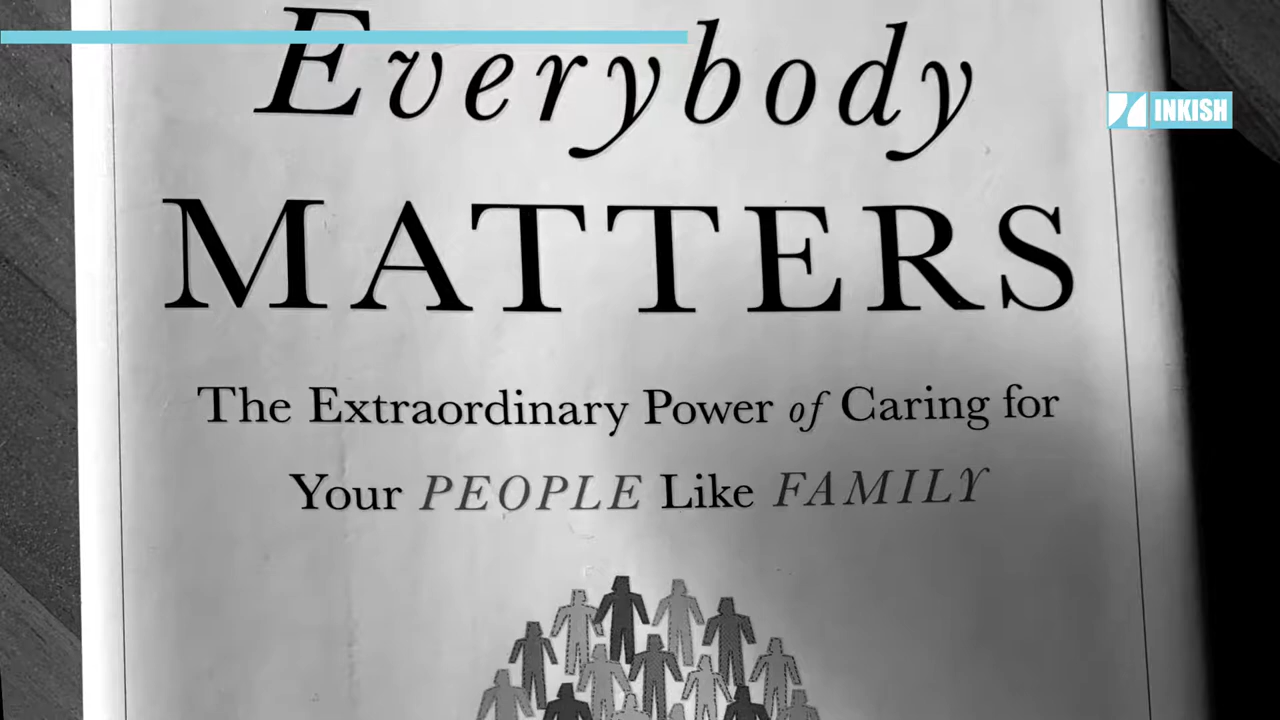 Everybody
MATTERS
INKISH
The Extraordinary Power of Caring for
Your PEOPLE Like FAMILY